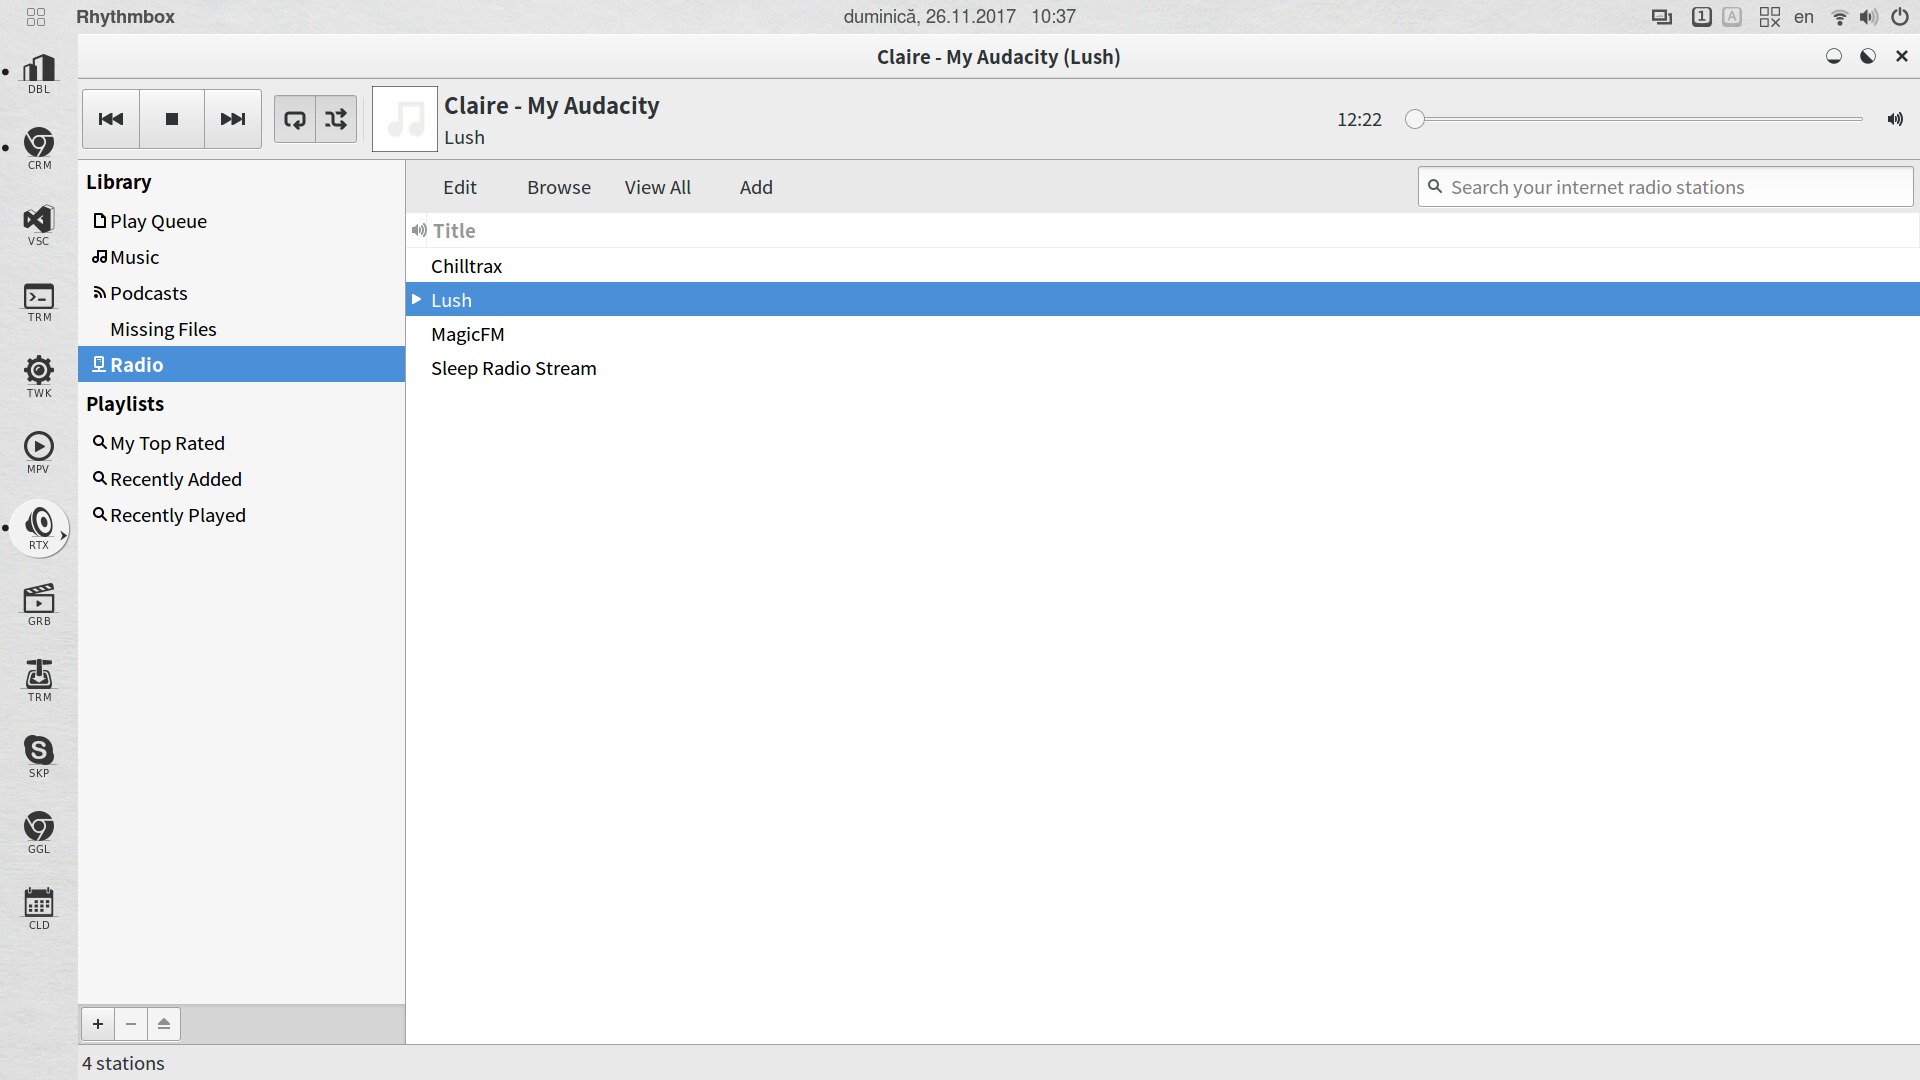 Rhythmbox
duminică, 26.11.2017 10:37
1 A
en
Claire - My Audacity (Lush)
DBL
CRM
VSC
TRM
TWK
MPV
RTX
GRB
TRM
SKP
GGL
CLD
Claire - My Audacity
Lush
12:22
Library
Play Queue
Music
Podcasts
Missing Files
Radio
Playlists
My Top Rated
Recently Added
Recently Played
Edit Browse View All Add
Search your internet radio stations
Title
Chilltrax
Lush
MagicFM
Sleep Radio Stream
4 stations